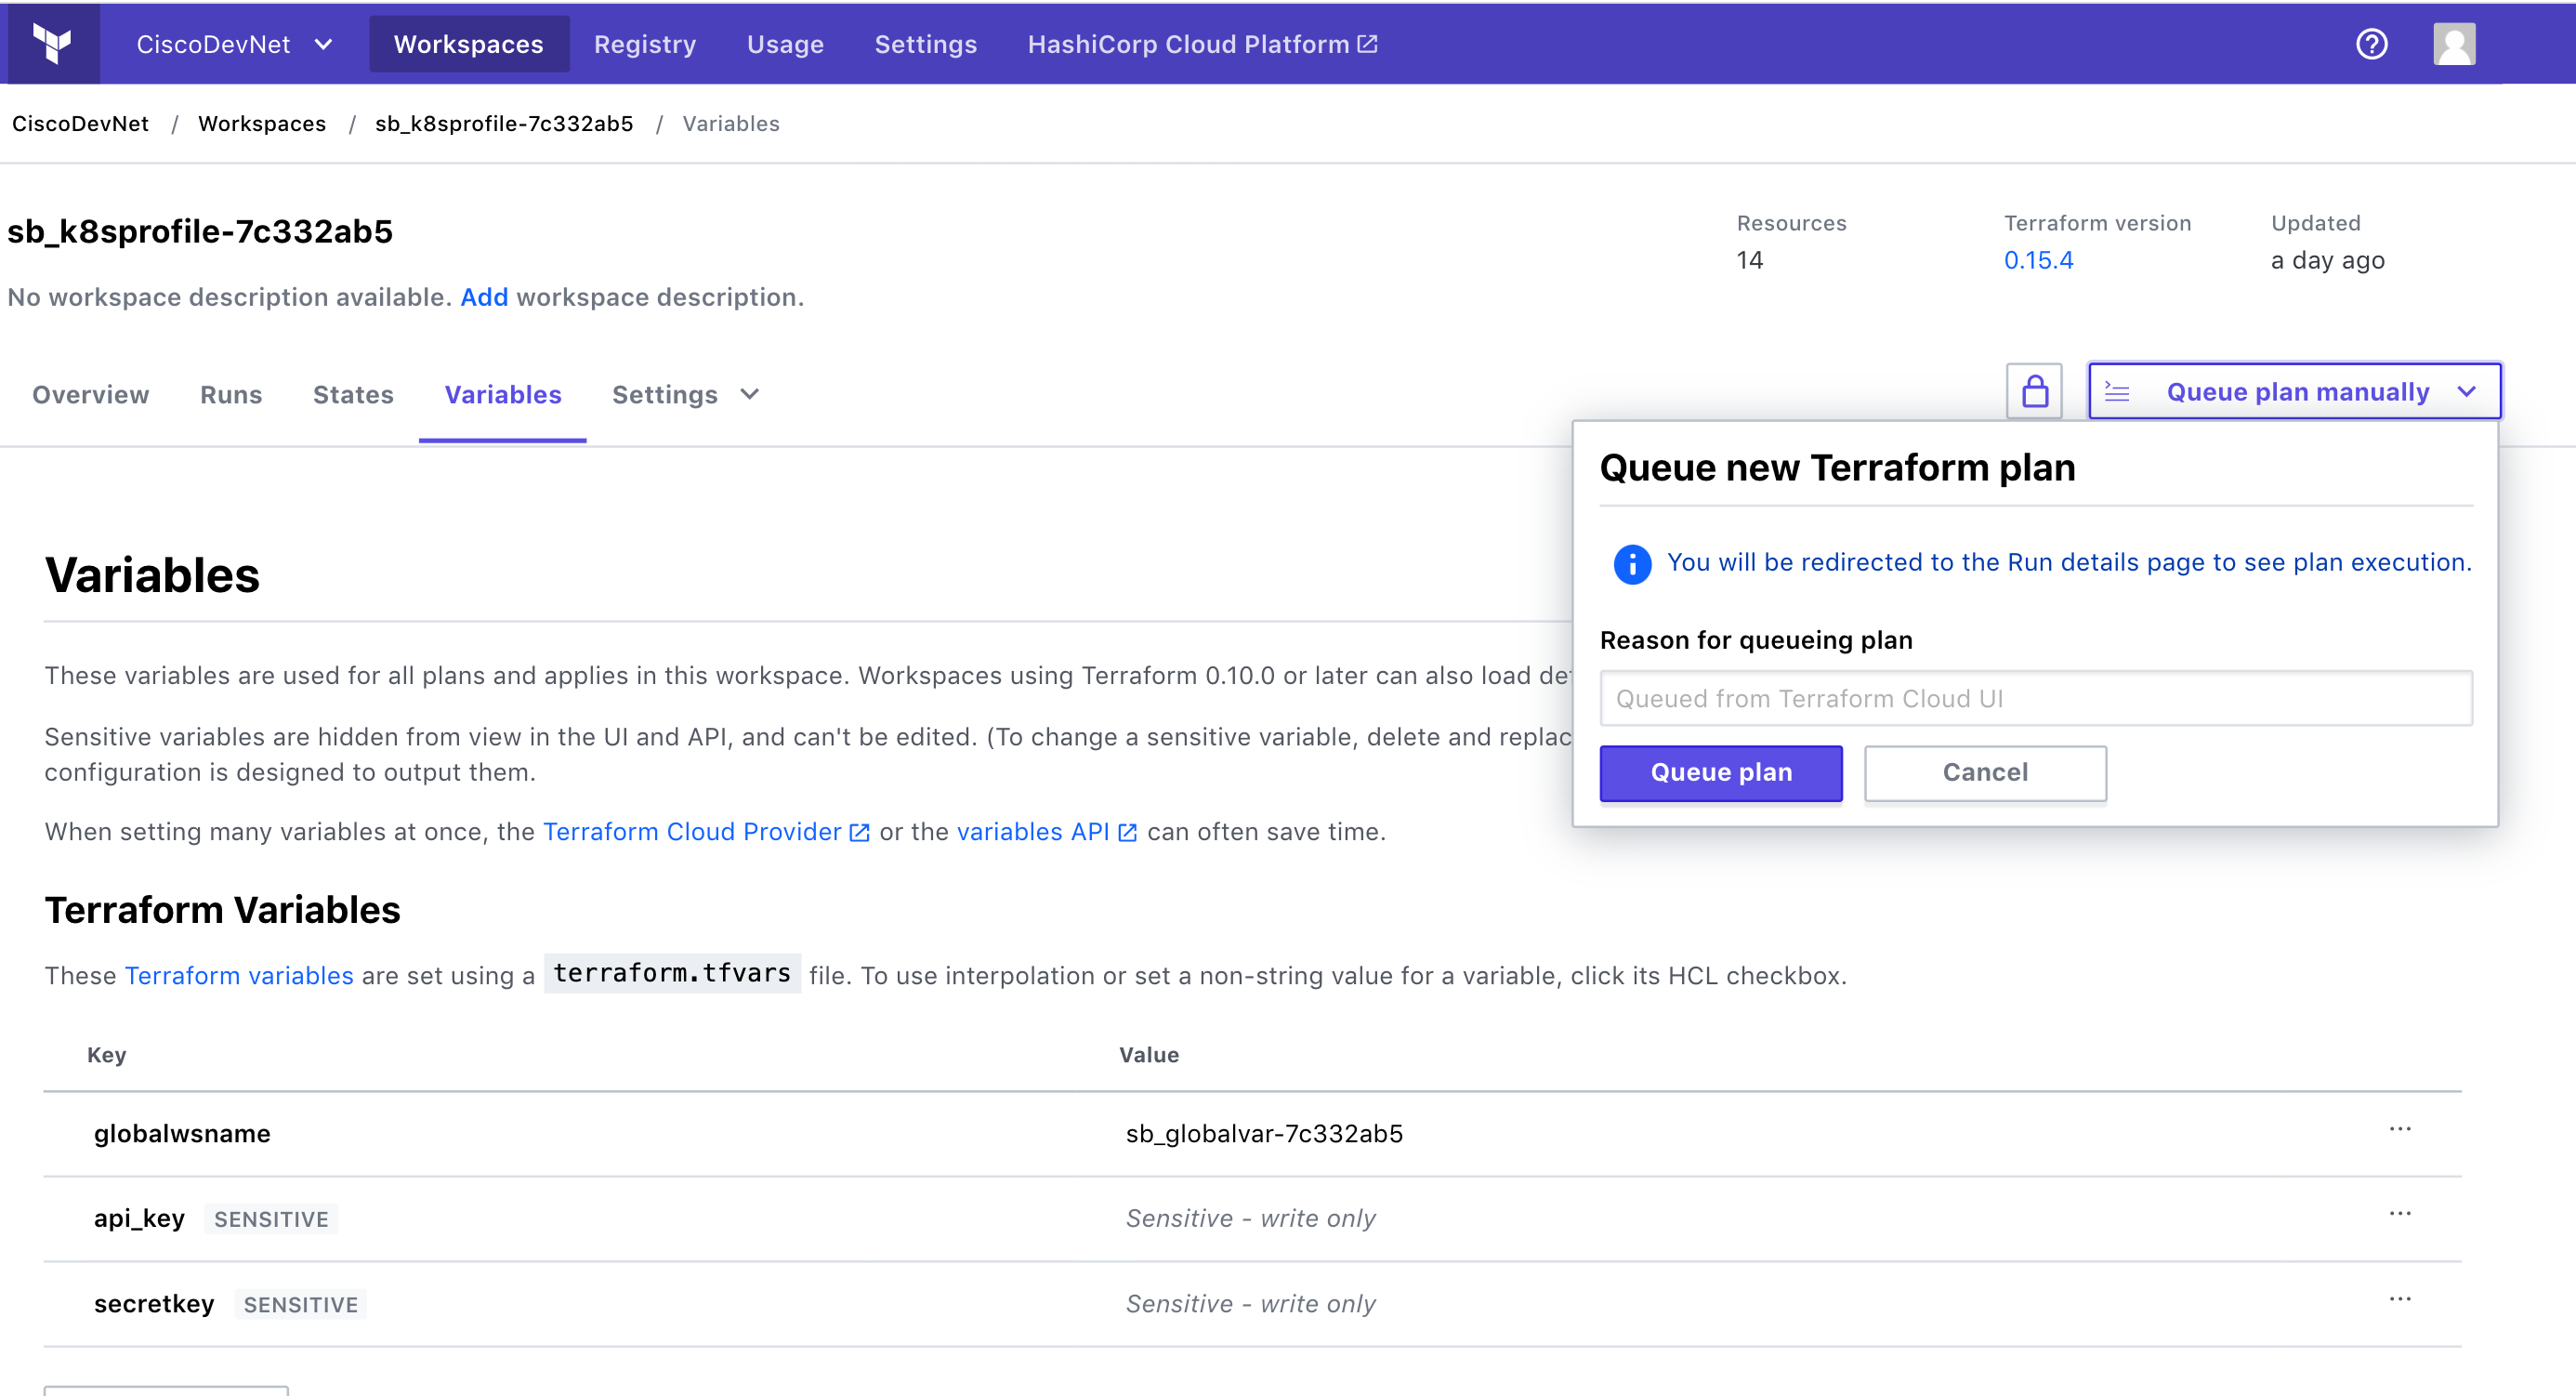 CiscoDevNet Workspaces Registry Usage Settings HashiCorp Cloud Platform
CiscoDevNet / Workspaces / sb_k8sprofile-7c332ab5 / Variables
sb_k8sprofile-7c332ab5
No workspace description available. Add workspace description.
Resources
14
Terraform version
0.15.4
Updated
a day ago
Overview Runs States Variables Settings
Queue plan manually
Queue new Terraform plan
You will be redirected to the Run details page to see plan execution.
Reason for queueing plan
Queued from Terraform Cloud UI
Queue plan Cancel
Variables
These variables are used for all plans and applies in this workspace. Workspaces using Terraform 0.10.0 or later can also load
Sensitive variables are hidden from view in the UI and API, and can't be edited. (To change a sensitive variable, delete and
configuration is designed to output them.
When setting many variables at once, the Terraform Cloud Provider or the variables API can often save time.
Terraform Variables
These Terraform variables are set using a terraform.tfvars file. To use interpolation or set a non-string value for a variable, click its HCL checkbox.
Key Value
globalwsname sb_globalvar-7c332ab5 ...
api_key SENSITIVE Sensitive - write only ...
secretkey SENSITIVE Sensitive - write only ...